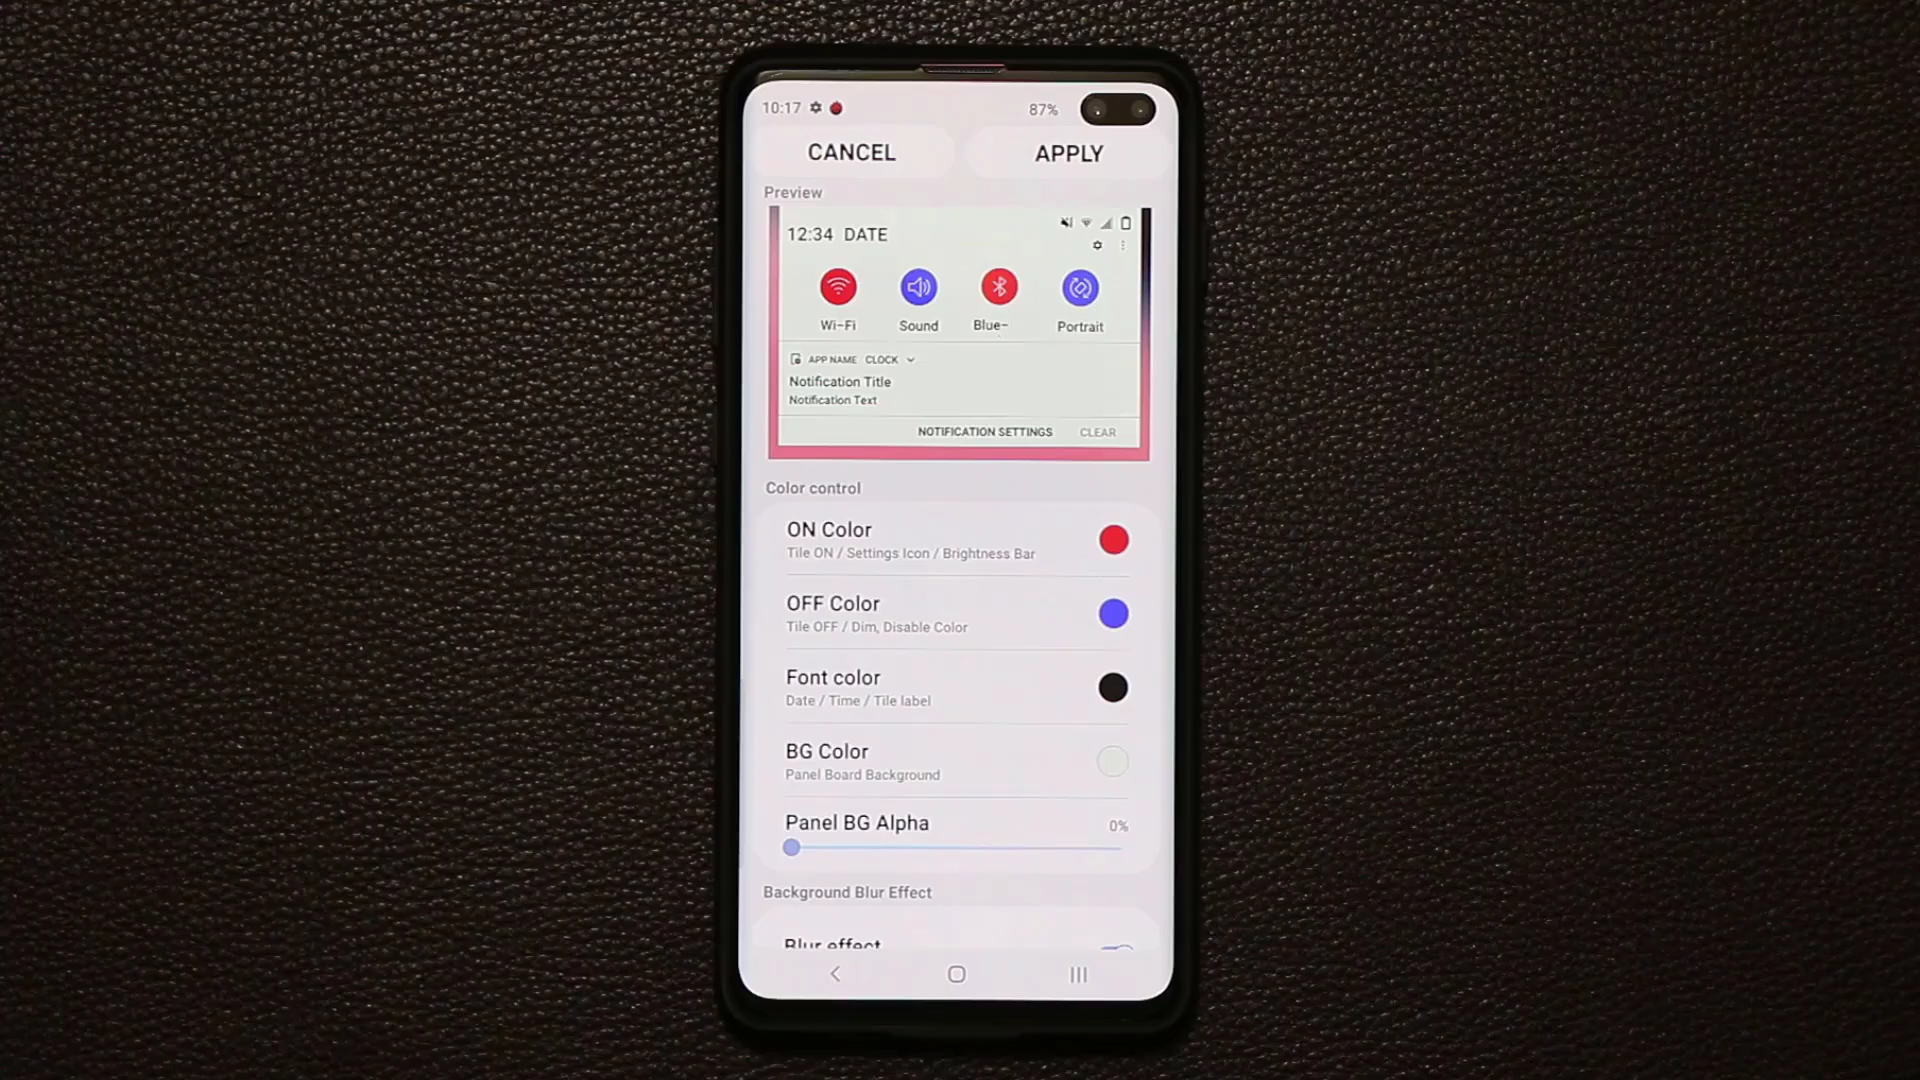 10:17 87%
CANCEL APPLY
Preview
12:34 DATE
Wi-Fi Sound Blue- Portrait
APP NAME CLOCK
Notification Title
Notification Text
NOTIFICATION SETTINGS CLEAR
Color control
ON Color
Tile ON / Settings Icon / Brightness Bar
OFF Color
Tile OFF / Dim, Disable Color
Font color
Date / Time / Tile label
BG Color
Panel Board Background
Panel BG Alpha 0%
Background Blur Effect
Blur effect